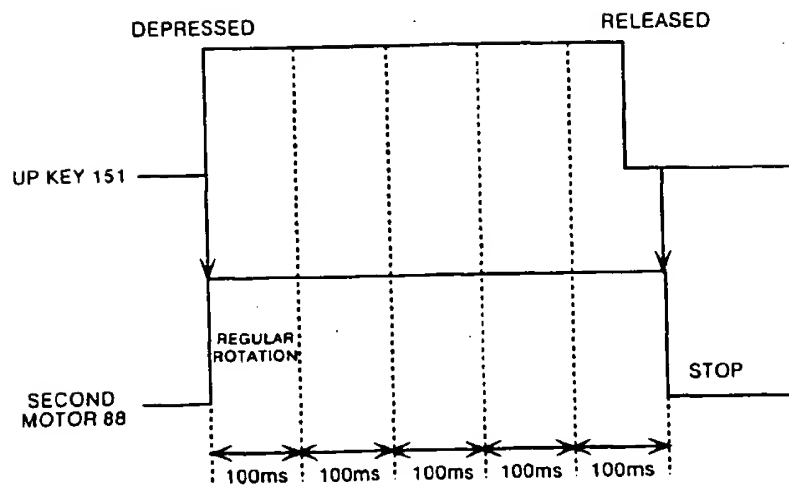 DEPRESSED
RELEASED
UP KEY 151
REGULAR
ROTATION
SECOND
MOTOR 88
STOP
100ms
100ms
100ms
100ms
100ms